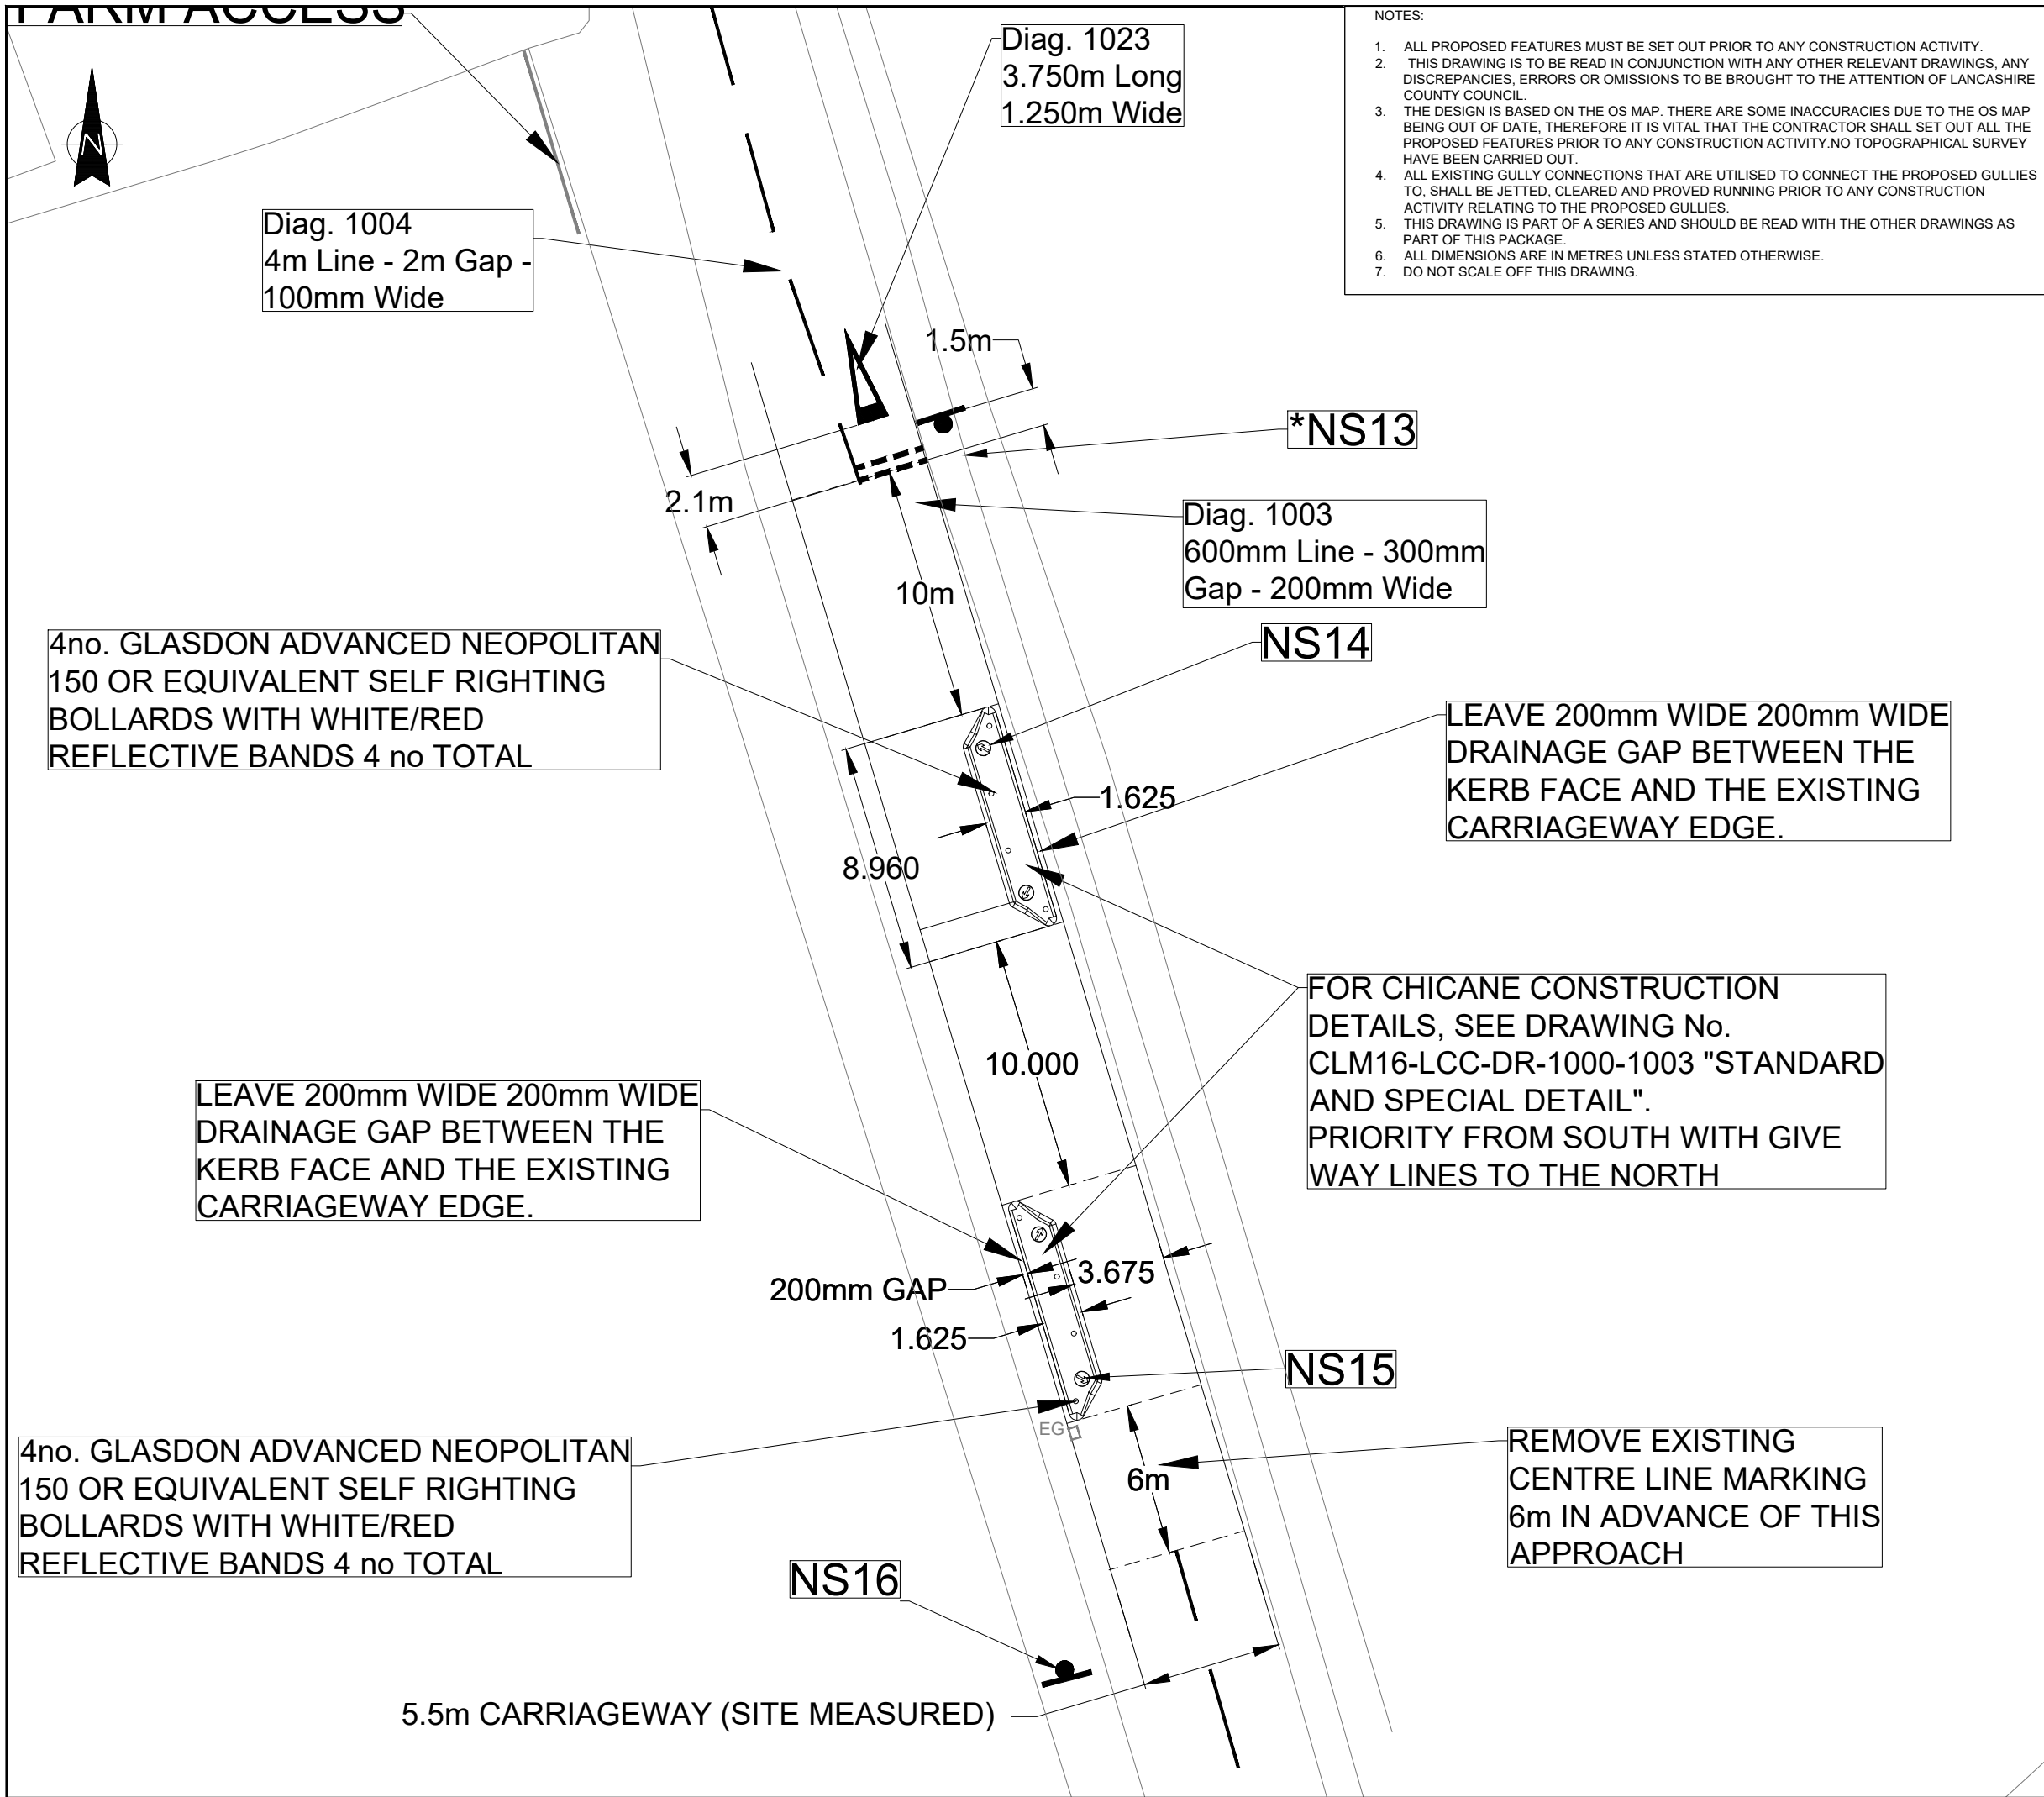 FARM ACCESS
NOTES:
1. ALL PROPOSED FEATURES MUST BE SET OUT PRIOR TO ANY CONSTRUCTION ACTIVITY.
2. THIS DRAWING IS TO BE READ IN CONJUNCTION WITH ANY OTHER RELEVANT DRAWINGS, ANY
DISCREPANCIES, ERRORS OR OMISSIONS TO BE BROUGHT TO THE ATTENTION OF LANCASHIRE
COUNTY COUNCIL.
3. THE DESIGN IS BASED ON THE OS MAP. THERE ARE SOME INACCURACIES DUE TO THE OS MAP
BEING OUT OF DATE, THEREFORE IT IS VITAL THAT THE CONTRACTOR SHALL SET OUT ALL THE
PROPOSED FEATURES PRIOR TO ANY CONSTRUCTION ACTIVITY.NO TOPOGRAPHICAL SURVEY
HAVE BEEN CARRIED OUT.
4. ALL EXISTING GULLY CONNECTIONS THAT ARE UTILISED TO CONNECT THE PROPOSED GULLIES
TO, SHALL BE JETTED, CLEARED AND PROVED RUNNING PRIOR TO ANY CONSTRUCTION
ACTIVITY RELATING TO THE PROPOSED GULLIES.
5. THIS DRAWING IS PART OF A SERIES AND SHOULD BE READ WITH THE OTHER DRAWINGS AS
PART OF THIS PACKAGE.
6. ALL DIMENSIONS ARE IN METRES UNLESS STATED OTHERWISE.
7. DO NOT SCALE OFF THIS DRAWING.
Diag. 1023
3.750m Long
1.250m Wide
N
Diag. 1004
4m Line - 2m Gap -
100mm Wide
1.5m
*NS13
2.1m
Diag. 1003
600mm Line - 300mm
Gap - 200mm Wide
10m
NS14
4no. GLASDON ADVANCED NEOPOLITAN
150 OR EQUIVALENT SELF RIGHTING
BOLLARDS WITH WHITE/RED
REFLECTIVE BANDS 4 no TOTAL
LEAVE 200mm WIDE 200mm WIDE
DRAINAGE GAP BETWEEN THE
KERB FACE AND THE EXISTING
CARRIAGEWAY EDGE.
1.625
8.960
FOR CHICANE CONSTRUCTION
DETAILS, SEE DRAWING No.
CLM16-LCC-DR-1000-1003 "STANDARD
AND SPECIAL DETAIL".
PRIORITY FROM SOUTH WITH GIVE
WAY LINES TO THE NORTH
10.000
LEAVE 200mm WIDE 200mm WIDE
DRAINAGE GAP BETWEEN THE
KERB FACE AND THE EXISTING
CARRIAGEWAY EDGE.
200mm GAP
3.675
1.625
NS15
EG
4no. GLASDON ADVANCED NEOPOLITAN
150 OR EQUIVALENT SELF RIGHTING
BOLLARDS WITH WHITE/RED
REFLECTIVE BANDS 4 no TOTAL
6m
REMOVE EXISTING
CENTRE LINE MARKING
6m IN ADVANCE OF THIS
APPROACH
NS16
5.5m CARRIAGEWAY (SITE MEASURED)